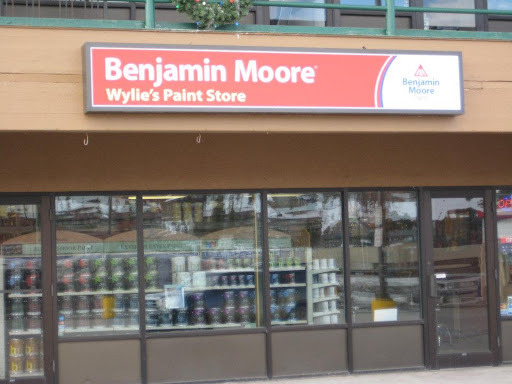 Benjamin Moore
Wylie's Paint Store
Benjamin
Moore